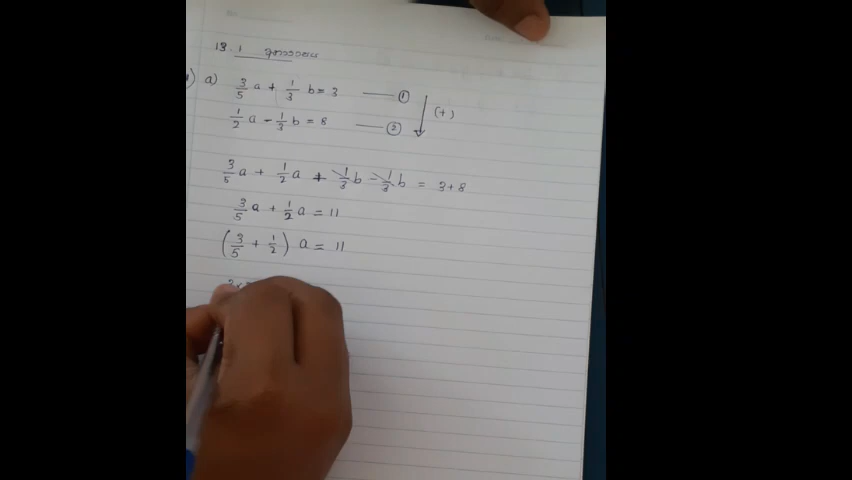 13.1
a) 3/5 a + 1/3 b = 3 —— ①
(+)
1/2 a - 1/3 b = 8 —— ②
3/5 a + 1/2 a + 1/3 b - 1/3 b = 3 + 8
3/5 a + 1/2 a = 11
(3/5 + 1/2) a = 11